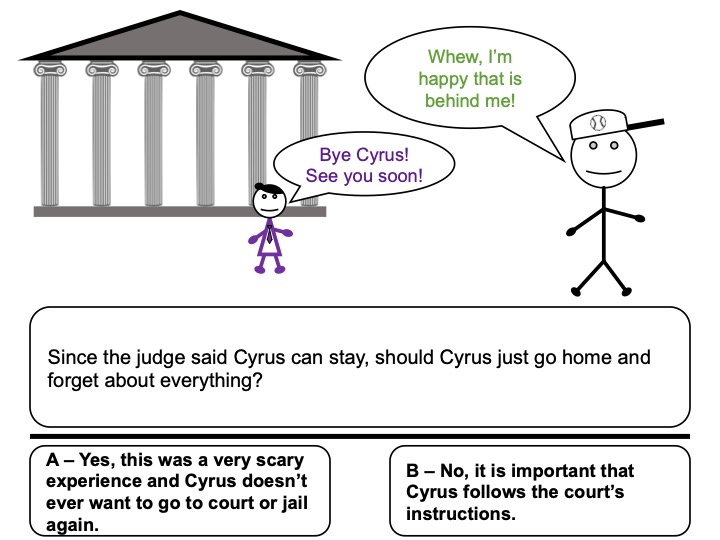 Whew, I'm
happy that is
behind me!
Bye Cyrus!
See you soon!
Since the judge said Cyrus can stay, should Cyrus just go home and
forget about everything?
A – Yes, this was a very scary
experience and Cyrus doesn't
ever want to go to court or jail
again.
B – No, it is important that
Cyrus follows the court's
instructions.